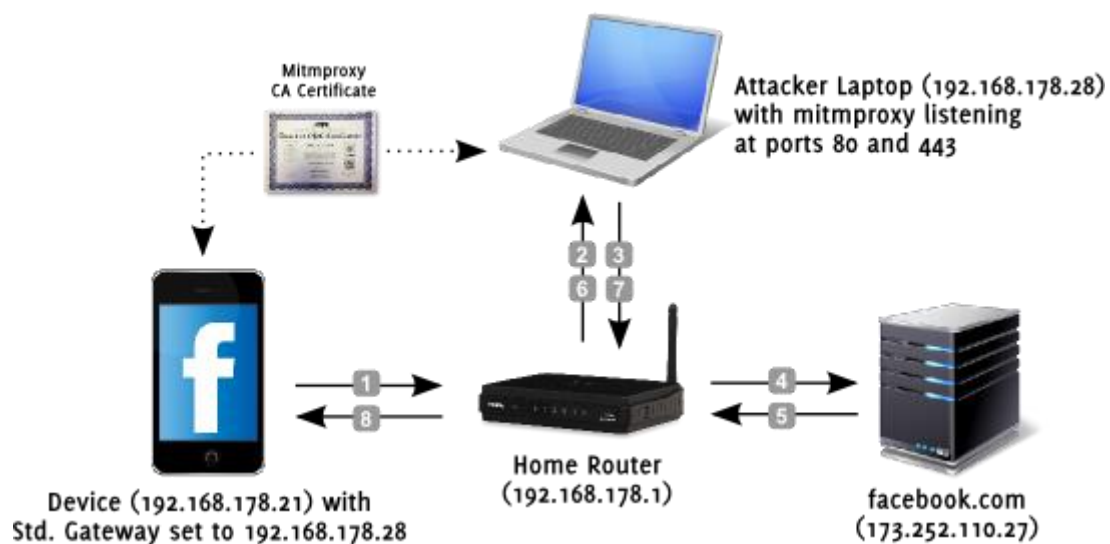 Mitmproxy
CA Certificate
Attacker Laptop (192.168.178.28)
with mitmproxy listening
at ports 80 and 443
2
3
6
7
f
1
8
4
5
Home Router
(192.168.178.1)
Device (192.168.178.21) with
Std. Gateway set to 192.168.178.28
facebook.com
(173.252.110.27)